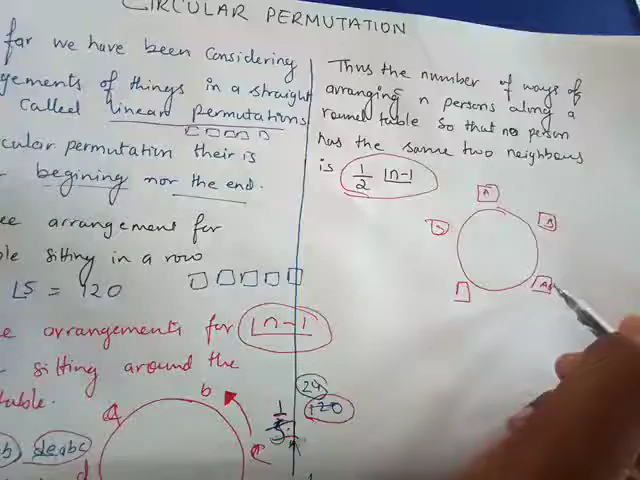 CIRCULAR PERMUTATION
far we have been considering
gements of things in a straight
Called linear permutations
cular permutation their is
begining nor the end.
ee arrangement for
ple sitting in a row
L5 = 120
e arrangements for |n-1
sitting around the
table.
a
b
e
d
b
deabc
24
120
1
5
Thus the number of ways of
arranging n persons along a
round table so that no person
has the same two neighbours
is 1/2 |n-1